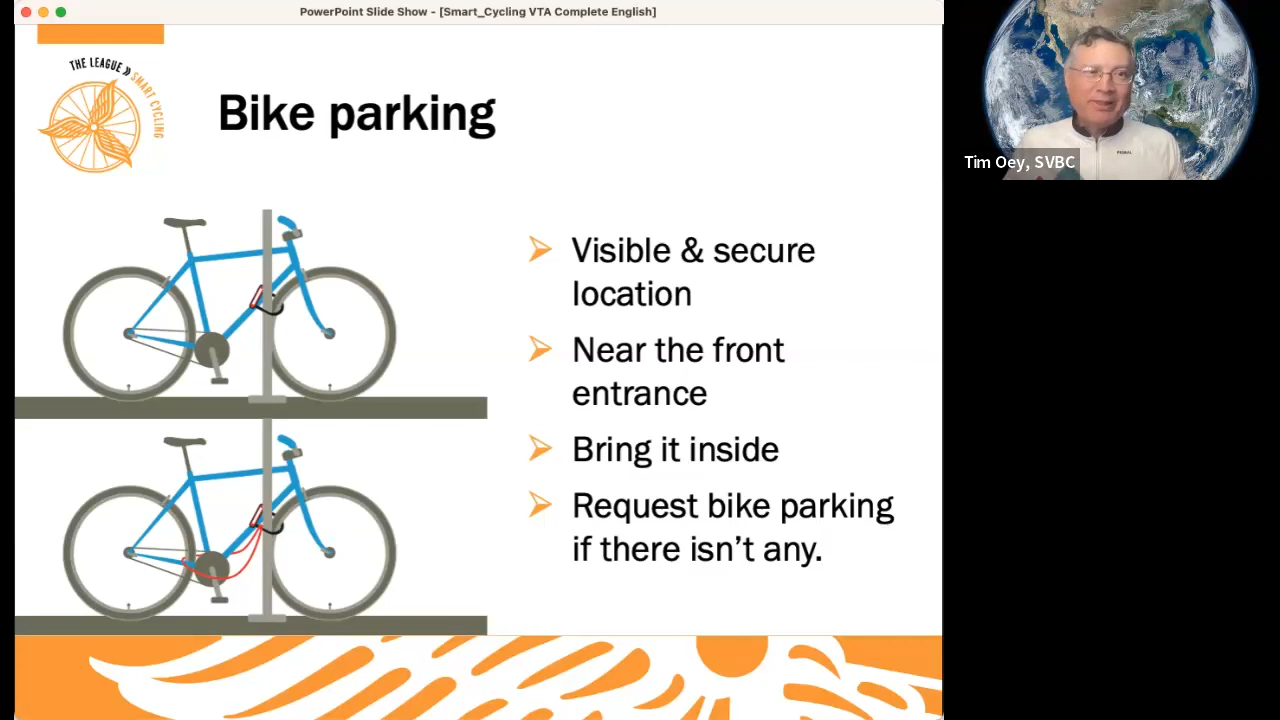 PowerPoint Slide Show - [Smart_Cycling VTA Complete English]
THE LEAGUE
SMART CYCLING
Bike parking
Tim Oey, SVBC
Visible & secure
location
Near the front
entrance
Bring it inside
Request bike parking
if there isn’t any.